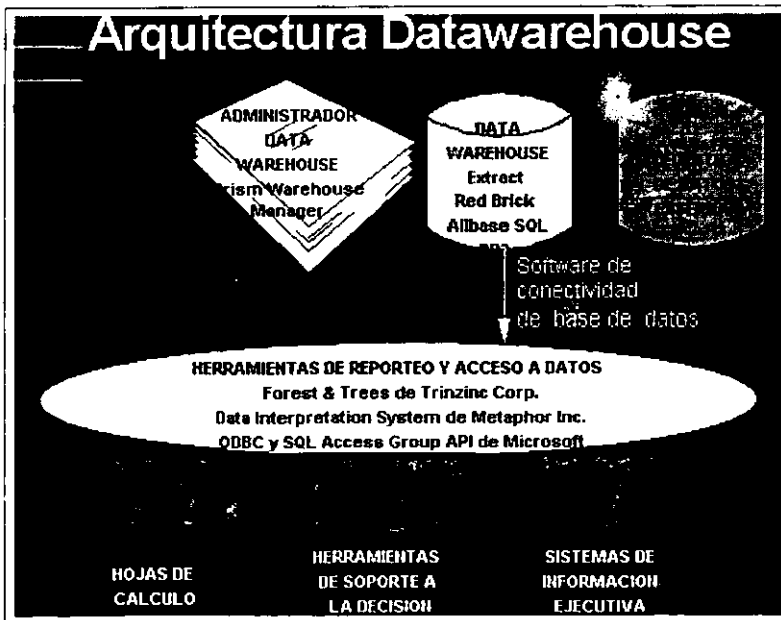 Arquitectura Datawarehouse
ADMINISTRADOR
DATA
WAREHOUSE
rism Warehouse
Manager
DATA
WAREHOUSE
Extract
Red Brick
Allbase SQL
Software de
conectividad
de base de datos
HERRAMIENTAS DE REPORTEO Y ACCESO A DATOS
Forest & Trees de Trinzinc Corp.
Data Interpretation System de Metaphor Inc.
ODBC y SQL Access Group API de Microsoft
HOJAS DE
CALCULO
HERRAMIENTAS
DE SOPORTE A
LA DECISION
SISTEMAS DE
INFORMACION
EJECUTIVA